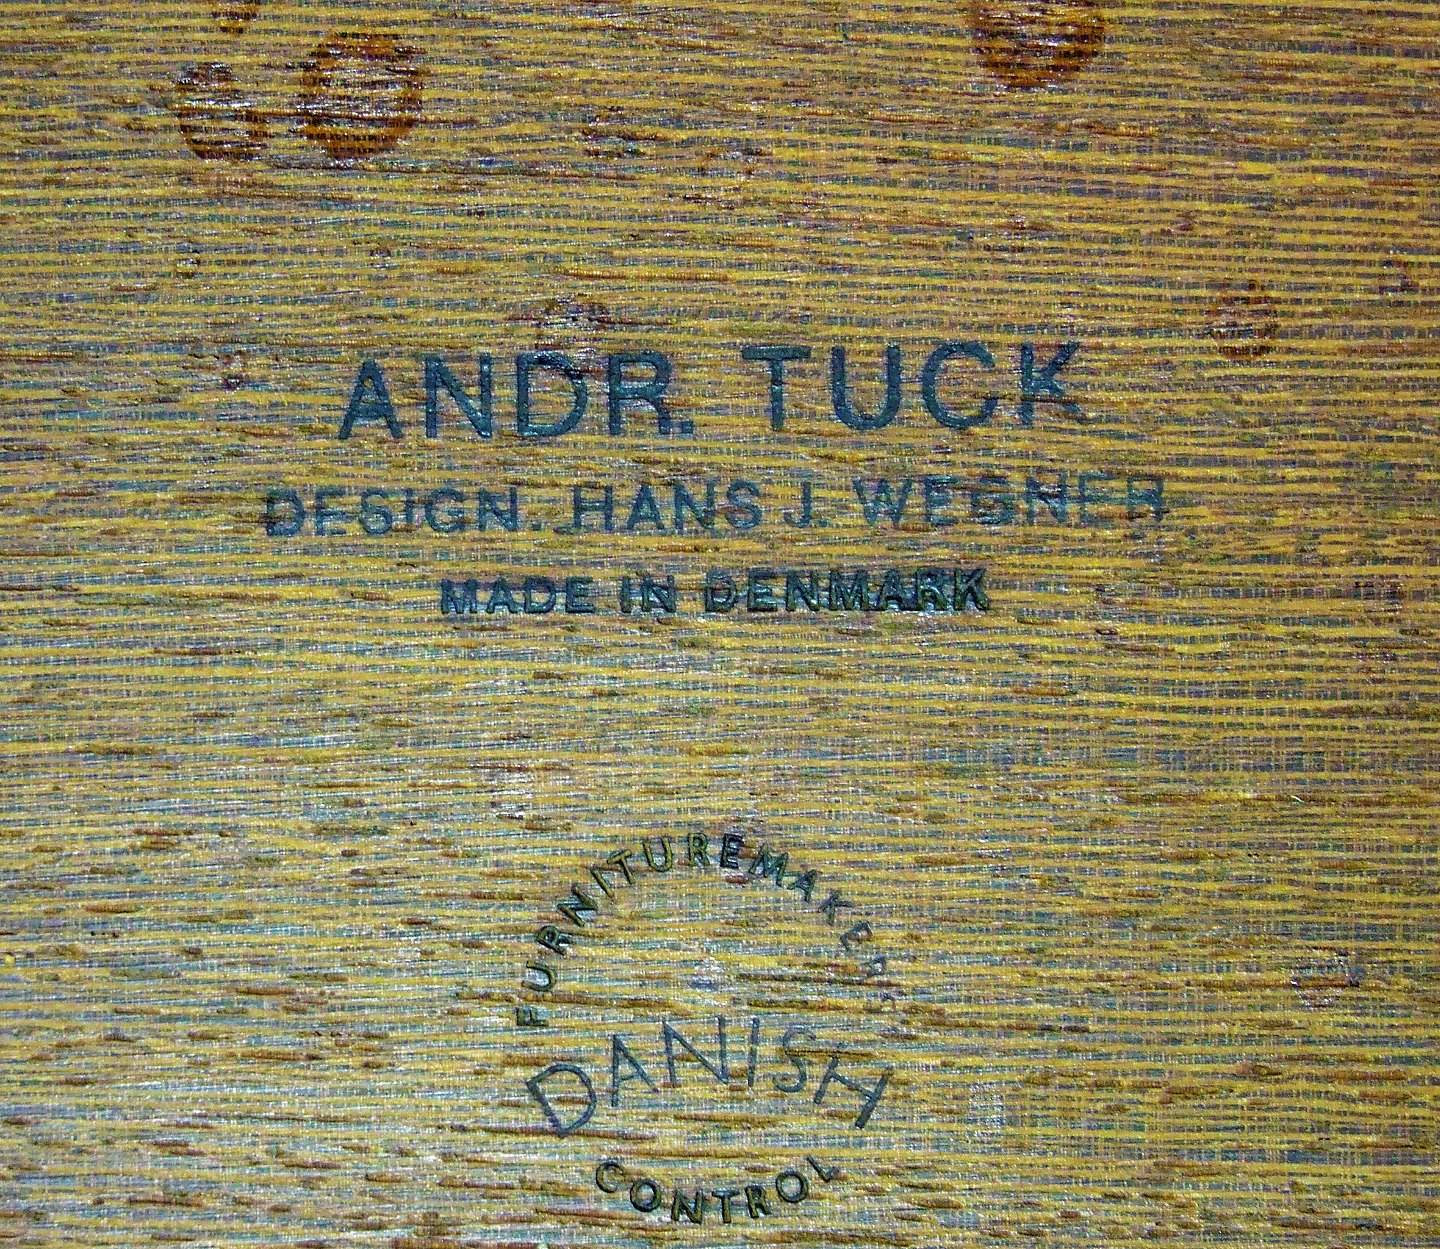 ANDR. TUCK
DESIGN. HANS J. WEGNER
MADE IN DENMARK
FURNITUREMAKERS
DANISH
CONTROL